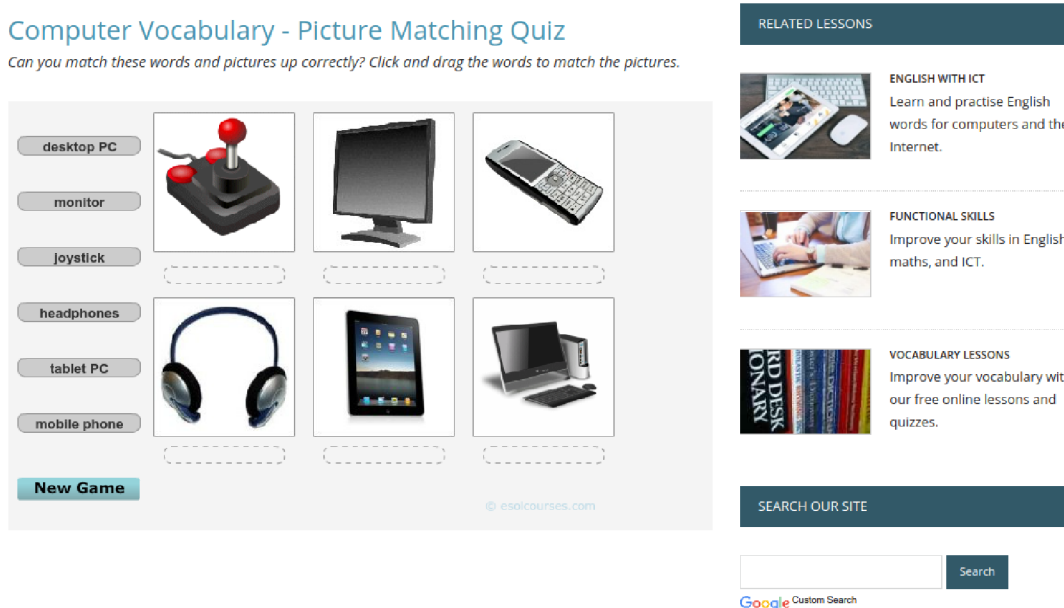 Computer Vocabulary - Picture Matching Quiz
Can you match these words and pictures up correctly? Click and drag the words to match the pictures.
desktop PC
monitor
joystick
headphones
tablet PC
mobile phone
New Game
© esolcourses.com
RELATED LESSONS
ENGLISH WITH ICT
Learn and practise English
words for computers and the
Internet.
FUNCTIONAL SKILLS
Improve your skills in English
maths, and ICT.
RD DESK
IONARY
VOCABULARY LESSONS
Improve your vocabulary wit
our free online lessons and
quizzes.
SEARCH OUR SITE
Search
Google Custom Search